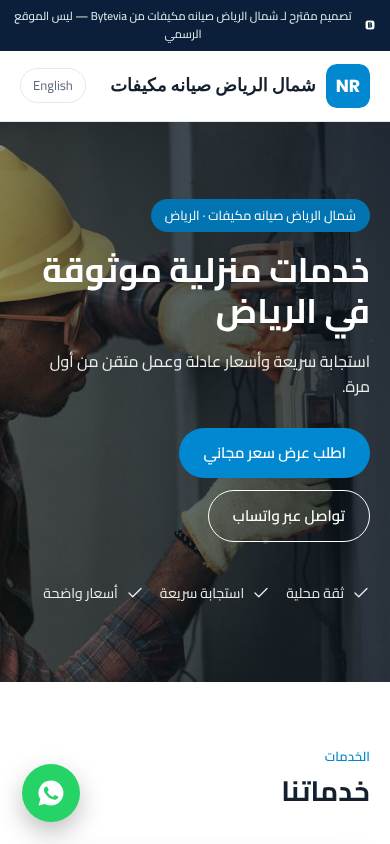 تصميم مقترح لـ شمال الرياض صيانه مكيفات من Bytevia — ليس الموقع
الرسمي
B
NR
شمال الرياض صيانه مكيفات
English
شمال الرياض صيانه مكيفات · الرياض
خدمات منزلية موثوقة
في الرياض
استجابة سريعة وأسعار عادلة وعمل متقن من أول
مرة.
اطلب عرض سعر مجاني
تواصل عبر واتساب
ثقة محلية
استجابة سريعة
أسعار واضحة
الخدمات
خدماتنا